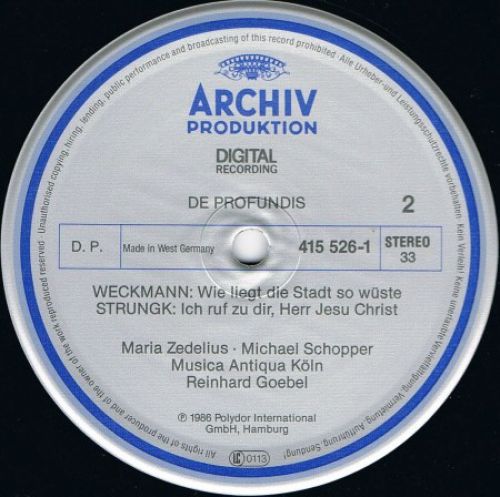 Unauthorised copying, hiring, lending, public performance and broadcasting of this record prohibited · Alle Urheber- und Leistungsschutzrechte vorbehalten · Kein Verleih! Keine unerlaubte Vervielfältigung, Vermietung, Aufführung, Sendung!
All rights of the producer and of the owner of the work reproduced reserved ·
ARCHIV
PRODUKTION
DIGITAL
RECORDING
DE PROFUNDIS
2
D. P.
Made in West Germany
415 526-1
STEREO
33
WECKMANN: Wie liegt die Stadt so wüste
STRUNGK: Ich ruf zu dir, Herr Jesu Christ
Maria Zedelius · Michael Schopper
Musica Antiqua Köln
Reinhard Goebel
℗ 1986 Polydor International
GmbH, Hamburg
LC 0113